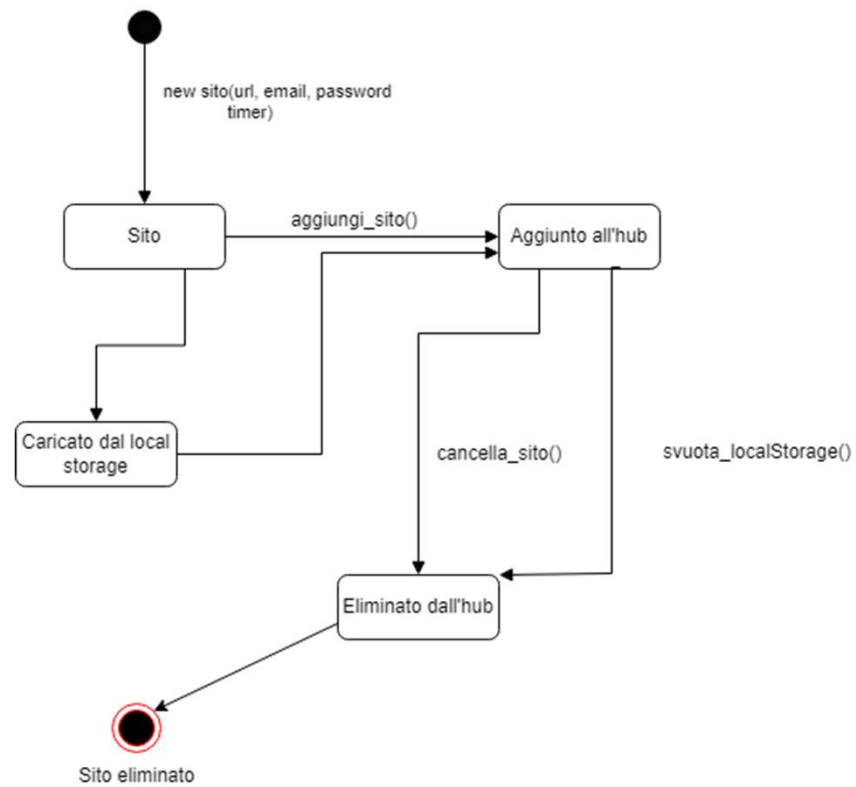 new sito(url, email, password
timer)
Sito
aggiungi_sito()
Aggiunto all'hub
Caricato dal local
storage
cancella_sito()
svuota_localStorage()
Eliminato dall'hub
Sito eliminato